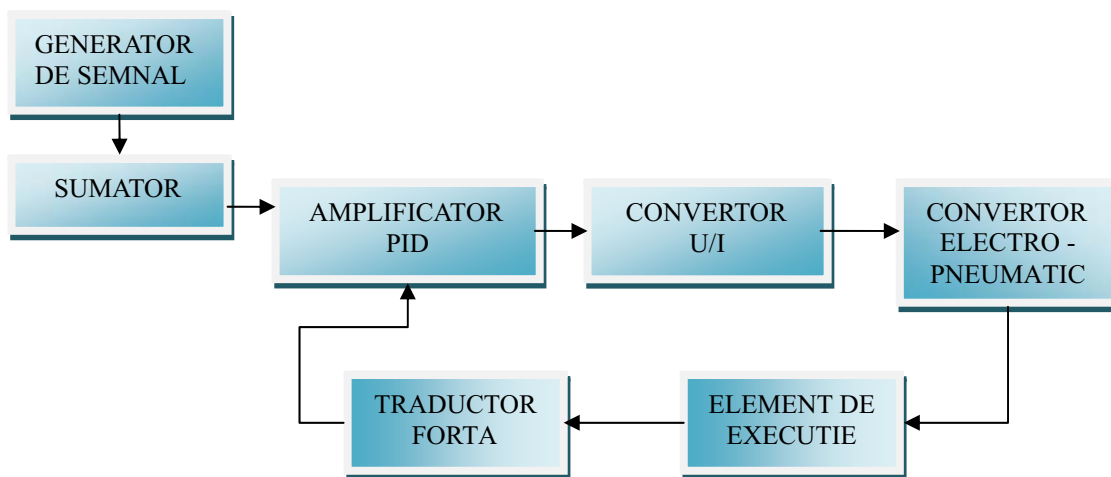 GENERATOR
DE SEMNAL
SUMATOR
AMPLIFICATOR
PID
CONVERTOR
U/I
CONVERTOR
ELECTRO -
PNEUMATIC
TRADUCTOR
FORTA
ELEMENT DE
EXECUTIE